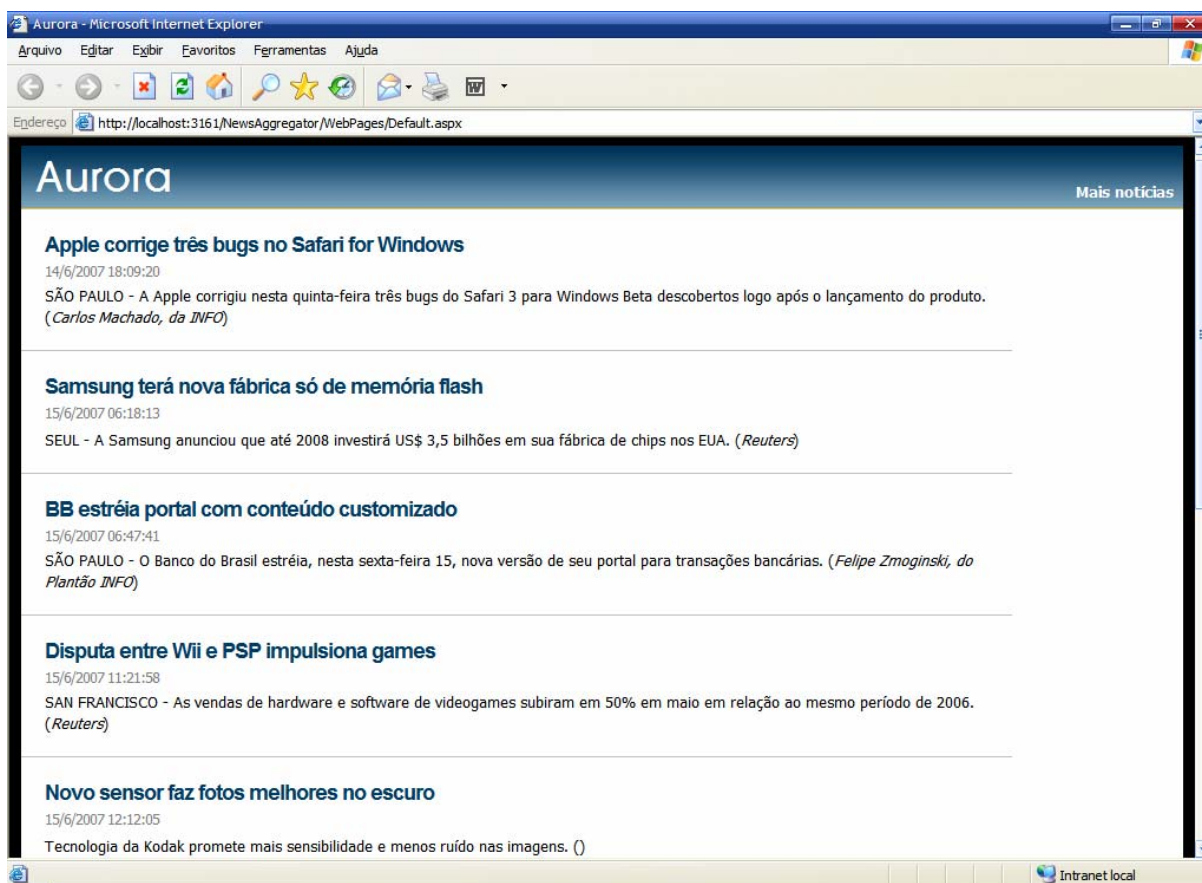 Aurora - Microsoft Internet Explorer
Arquivo Editar Exibir Favoritos Ferramentas Ajuda
Endereço http://localhost:3161/NewsAggregator/WebPages/Default.aspx
Aurora
Mais notícias
Apple corrige três bugs no Safari for Windows
14/6/2007 18:09:20
SÃO PAULO - A Apple corrigiu nesta quinta-feira três bugs do Safari 3 para Windows Beta descobertos logo após o lançamento do produto.
(Carlos Machado, da INFO)
Samsung terá nova fábrica só de memória flash
15/6/2007 06:18:13
SEUL - A Samsung anunciou que até 2008 investirá US$ 3,5 bilhões em sua fábrica de chips nos EUA. (Reuters)
BB estréia portal com conteúdo customizado
15/6/2007 06:47:41
SÃO PAULO - O Banco do Brasil estréia, nesta sexta-feira 15, nova versão de seu portal para transações bancárias. (Felipe Zmoginski, do
Plantão INFO)
Disputa entre Wii e PSP impulsiona games
15/6/2007 11:21:58
SAN FRANCISCO - As vendas de hardware e software de videogames subiram em 50% em maio em relação ao mesmo período de 2006.
(Reuters)
Novo sensor faz fotos melhores no escuro
15/6/2007 12:12:05
Tecnologia da Kodak promete mais sensibilidade e menos ruído nas imagens. ()
Intranet local